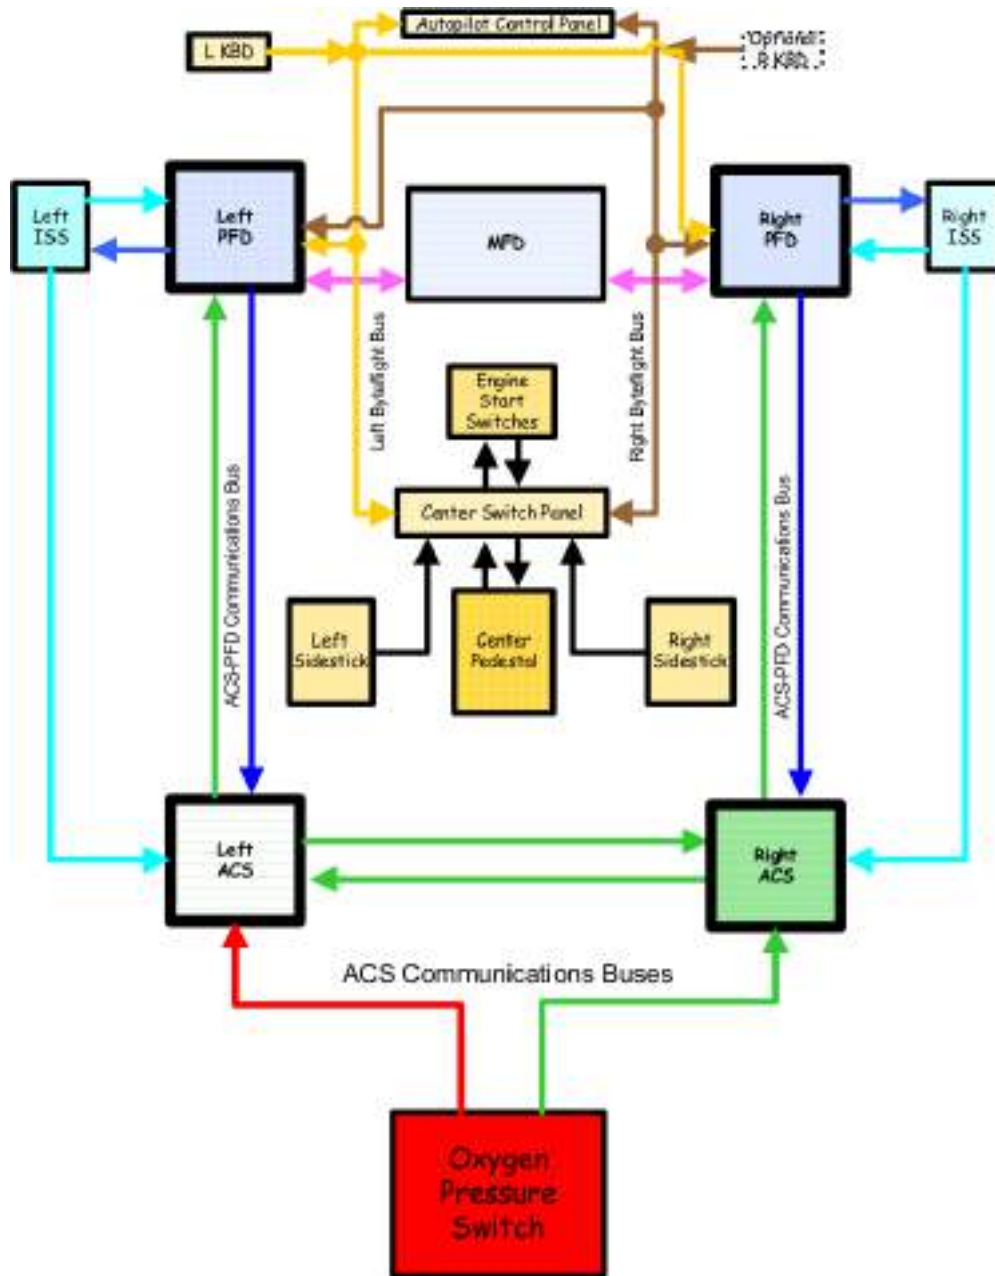 Autopilot Control Panel
L KBD
Optional
R KBD
Left
ISS
Left
PFD
MFD
Right
PFD
Right
ISS
Left Byteflight Bus
Right Byteflight Bus
Engine
Start
Switches
Center Switch Panel
ACS-PFD Communications Bus
ACS-PFD Communications Bus
Left
Sidestick
Center
Pedestal
Right
Sidestick
Left
ACS
Right
ACS
ACS Communications Buses
Oxygen
Pressure
Switch